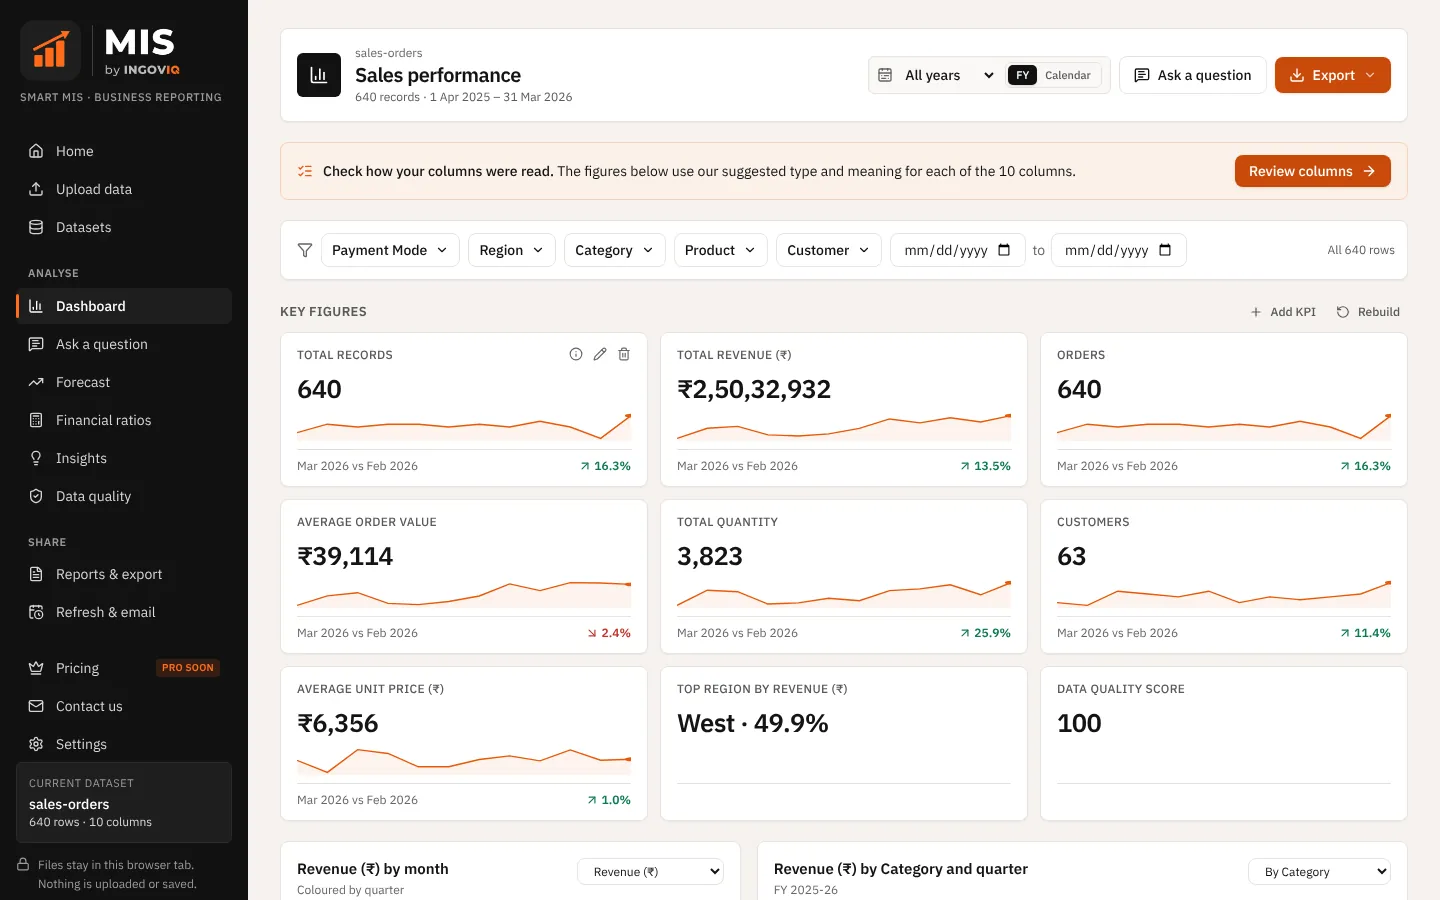 MIS
by INGOVIQ
SMART MIS · BUSINESS REPORTING
Home
Upload data
Datasets
ANALYSE
Dashboard
Ask a question
Forecast
Financial ratios
Insights
Data quality
SHARE
Reports & export
Refresh & email
Pricing PRO SOON
Contact us
Settings
CURRENT DATASET
sales-orders
640 rows · 10 columns
Files stay in this browser tab.
Nothing is uploaded or saved.
sales-orders
Sales performance
640 records · 1 Apr 2025 – 31 Mar 2026
All years FY Calendar Ask a question Export
Check how your columns were read. The figures below use our suggested type and meaning for each of the 10 columns. Review columns
Payment Mode Region Category Product Customer mm/dd/yyyy to mm/dd/yyyy All 640 rows
KEY FIGURES Add KPI Rebuild
TOTAL RECORDS
640
Mar 2026 vs Feb 2026 16.3%
TOTAL REVENUE (₹)
₹2,50,32,932
Mar 2026 vs Feb 2026 13.5%
ORDERS
640
Mar 2026 vs Feb 2026 16.3%
AVERAGE ORDER VALUE
₹39,114
Mar 2026 vs Feb 2026 2.4%
TOTAL QUANTITY
3,823
Mar 2026 vs Feb 2026 25.9%
CUSTOMERS
63
Mar 2026 vs Feb 2026 11.4%
AVERAGE UNIT PRICE (₹)
₹6,356
Mar 2026 vs Feb 2026 1.0%
TOP REGION BY REVENUE (₹)
West · 49.9%
DATA QUALITY SCORE
100
Revenue (₹) by month Revenue (₹)
Coloured by quarter
Revenue (₹) by Category and quarter By Category
FY 2025-26